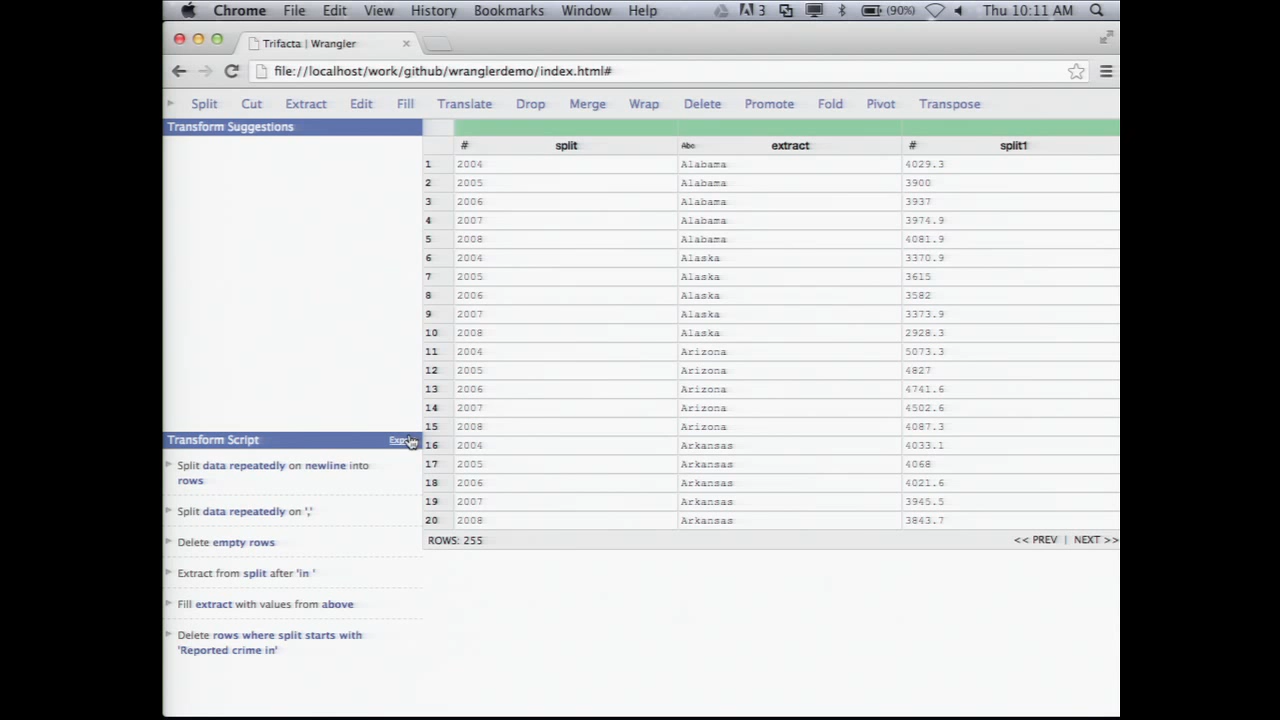 Chrome File Edit View History Bookmarks Window Help 3 (90%) Thu 10:11 AM
Trifacta | Wrangler
file://localhost/work/github/wranglerdemo/index.html#
Split Cut Extract Edit Fill Translate Drop Merge Wrap Delete Promote Fold Pivot Transpose
Transform Suggestions
# split Abc extract # split1
1 2004 Alabama 4029.3
2 2005 Alabama 3900
3 2006 Alabama 3937
4 2007 Alabama 3974.9
5 2008 Alabama 4081.9
6 2004 Alaska 3370.9
7 2005 Alaska 3615
8 2006 Alaska 3582
9 2007 Alaska 3373.9
10 2008 Alaska 2928.3
11 2004 Arizona 5073.3
12 2005 Arizona 4827
13 2006 Arizona 4741.6
14 2007 Arizona 4502.6
15 2008 Arizona 4087.3
16 2004 Arkansas 4033.1
17 2005 Arkansas 4068
18 2006 Arkansas 4021.6
19 2007 Arkansas 3945.5
20 2008 Arkansas 3843.7
ROWS: 255 << PREV | NEXT >>
Transform Script
Split data repeatedly on newline into
rows
Split data repeatedly on ','
Delete empty rows
Extract from split after 'in '
Fill extract with values from above
Delete rows where split starts with
'Reported crime in'